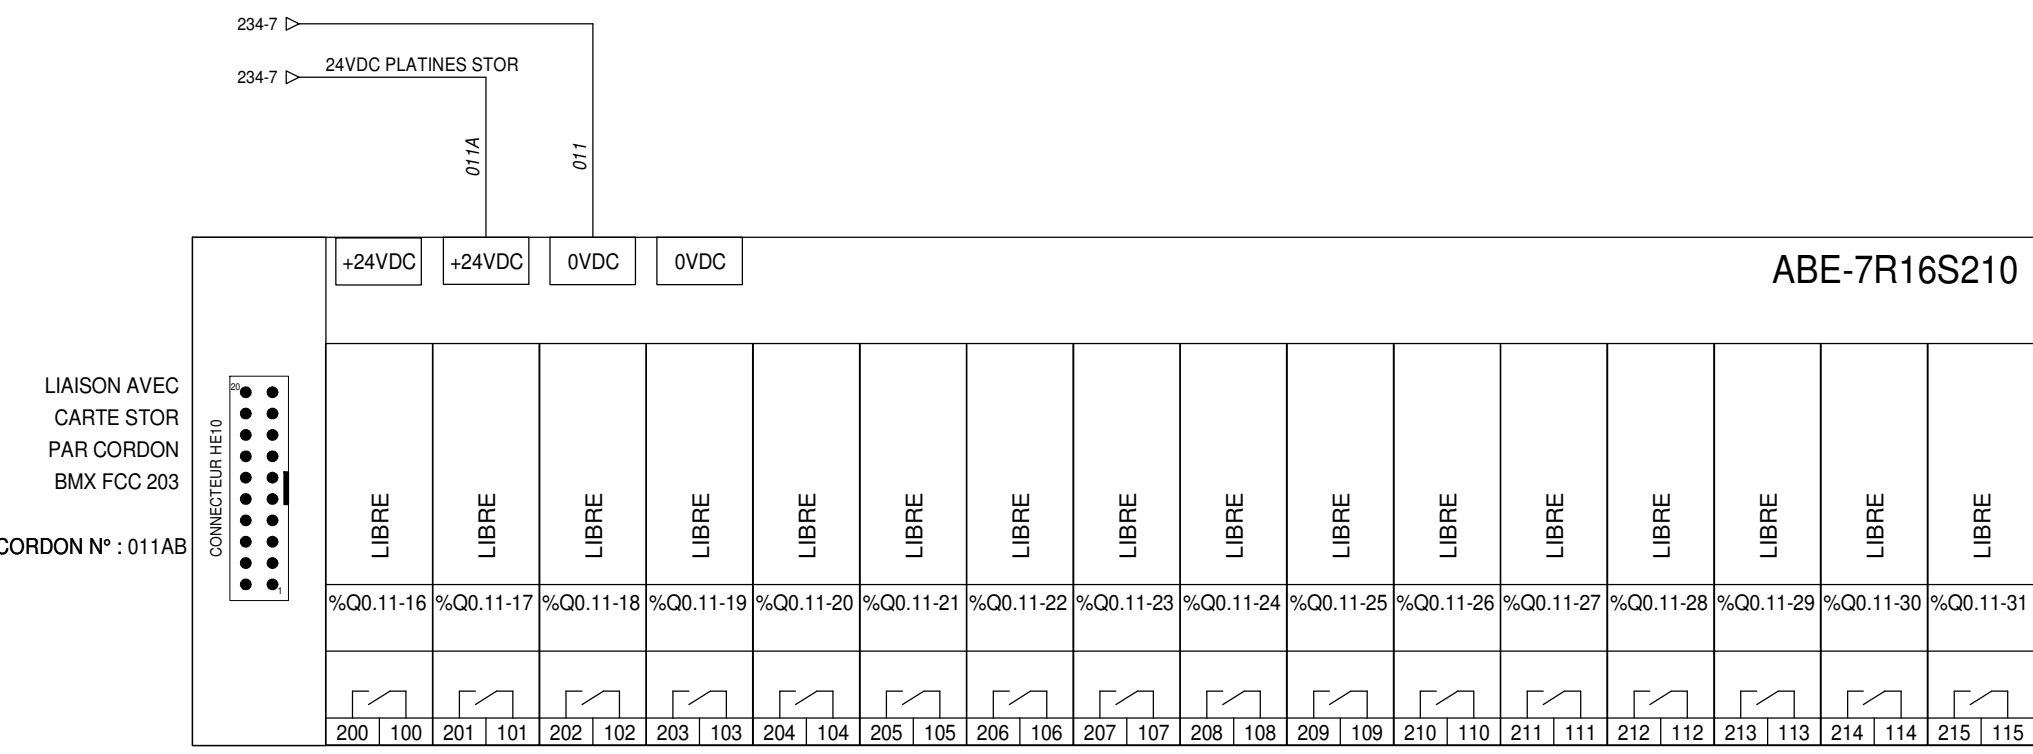 234-7
24VDC PLATINES STOR
234-7
011A
011
+24VDC +24VDC 0VDC 0VDC
ABE-7R16S210
LIAISON AVEC
CARTE STOR
PAR CORDON
BMX FCC 203
CORDON N° : 011AB
CONNECTEUR HE10
20
1
LIBRE LIBRE LIBRE LIBRE LIBRE LIBRE LIBRE LIBRE LIBRE LIBRE LIBRE LIBRE LIBRE LIBRE LIBRE LIBRE
%Q0.11-16 %Q0.11-17 %Q0.11-18 %Q0.11-19 %Q0.11-20 %Q0.11-21 %Q0.11-22 %Q0.11-23 %Q0.11-24 %Q0.11-25 %Q0.11-26 %Q0.11-27 %Q0.11-28 %Q0.11-29 %Q0.11-30 %Q0.11-31
200 100 201 101 202 102 203 103 204 104 205 105 206 106 207 107 208 108 209 109 210 110 211 111 212 112 213 113 214 114 215 115